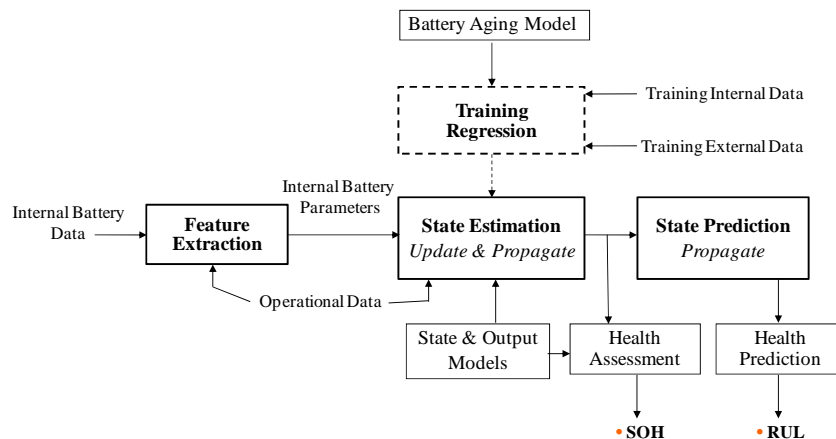 Battery Aging Model
Training
Regression
Training Internal Data
Training External Data
Internal Battery
Data
Feature
Extraction
Internal Battery
Parameters
State Estimation
Update & Propagate
State Prediction
Propagate
Operational Data
State & Output
Models
Health
Assessment
Health
Prediction
• SOH
• RUL